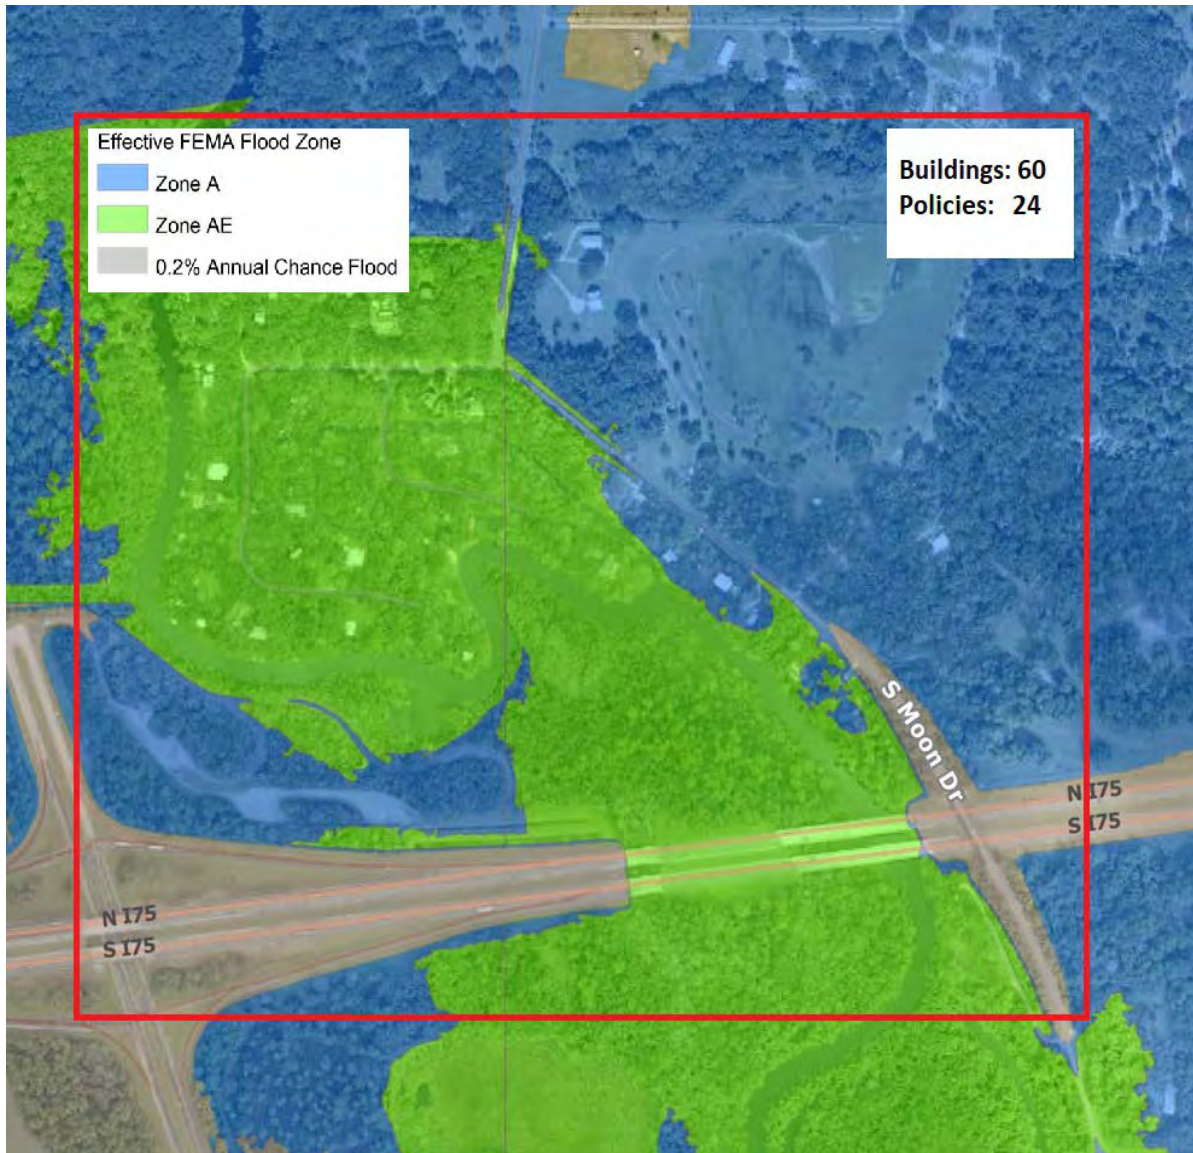 Effective FEMA Flood Zone
Zone A
Zone AE
0.2% Annual Chance Flood
Buildings: 60
Policies: 24
S Moon Dr
N I75
S I75
N I75
S I75